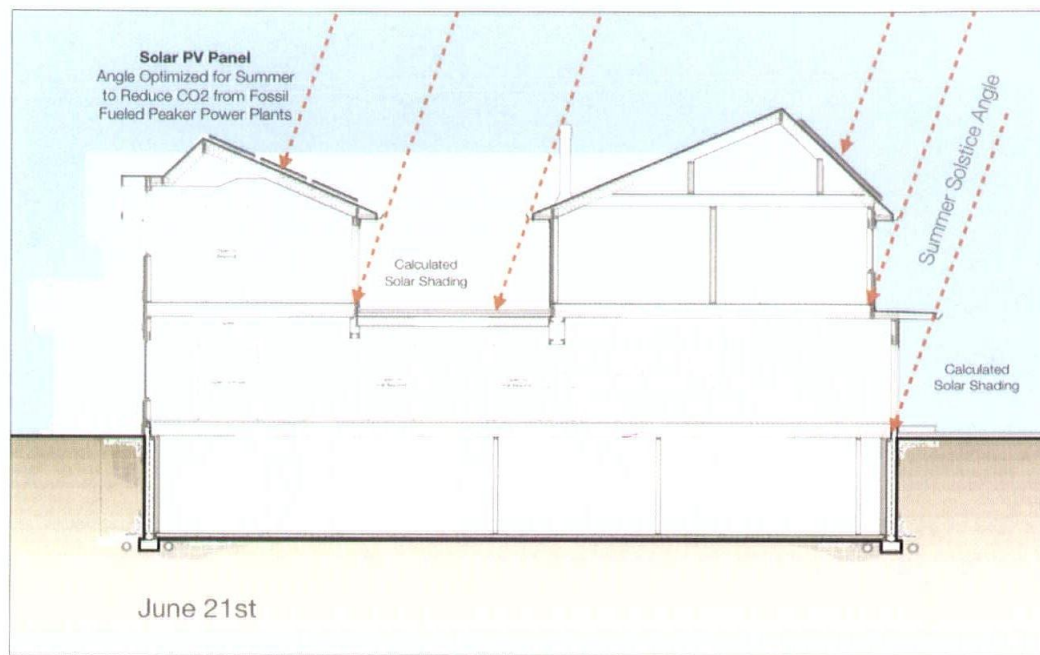 Solar PV Panel
Angle Optimized for Summer
to Reduce CO2 from Fossil
Fueled Peaker Power Plants
Summer Solstice Angle
Calculated
Solar Shading
Calculated
Solar Shading
June 21st